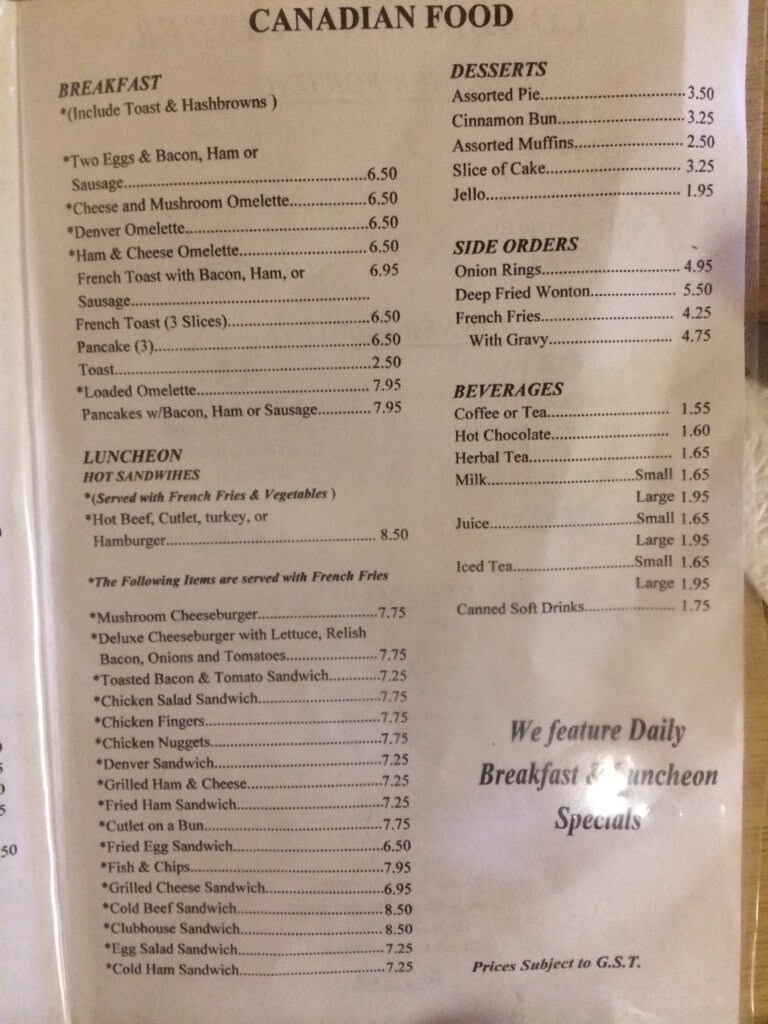 CANADIAN FOOD
BREAKFAST
*(Include Toast & Hashbrowns )
*Two Eggs & Bacon, Ham or
Sausage..........6.50
*Cheese and Mushroom Omelette..........6.50
*Denver Omelette..........6.50
*Ham & Cheese Omelette..........6.50
French Toast with Bacon, Ham, or 6.95
Sausage..........
French Toast (3 Slices)..........6.50
Pancake (3)..........6.50
Toast..........2.50
*Loaded Omelette..........7.95
Pancakes w/Bacon, Ham or Sausage..........7.95
LUNCHEON
HOT SANDWIHES
*(Served with French Fries & Vegetables )
*Hot Beef, Cutlet, turkey, or
Hamburger..........8.50
*The Following Items are served with French Fries
*Mushroom Cheeseburger..........7.75
*Deluxe Cheeseburger with Lettuce, Relish
Bacon, Onions and Tomatoes..........7.75
*Toasted Bacon & Tomato Sandwich..........7.25
*Chicken Salad Sandwich..........7.75
*Chicken Fingers..........7.75
*Chicken Nuggets..........7.75
*Denver Sandwich..........7.25
*Grilled Ham & Cheese..........7.25
*Fried Ham Sandwich..........7.25
*Cutlet on a Bun..........7.75
*Fried Egg Sandwich..........6.50
*Fish & Chips..........7.95
*Grilled Cheese Sandwich..........6.95
*Cold Beef Sandwich..........8.50
*Clubhouse Sandwich..........8.50
*Egg Salad Sandwich..........7.25
*Cold Ham Sandwich..........7.25
DESSERTS
Assorted Pie..........3.50
Cinnamon Bun..........3.25
Assorted Muffins..........2.50
Slice of Cake..........3.25
Jello..........1.95
SIDE ORDERS
Onion Rings..........4.95
Deep Fried Wonton..........5.50
French Fries..........4.25
With Gravy..........4.75
BEVERAGES
Coffee or Tea..........1.55
Hot Chocolate..........1.60
Herbal Tea..........1.65
Milk..........Small 1.65
Large 1.95
Juice..........Small 1.65
Large 1.95
Iced Tea..........Small 1.65
Large 1.95
Canned Soft Drinks..........1.75
We feature Daily
Breakfast & Luncheon
Specials
Prices Subject to G.S.T.